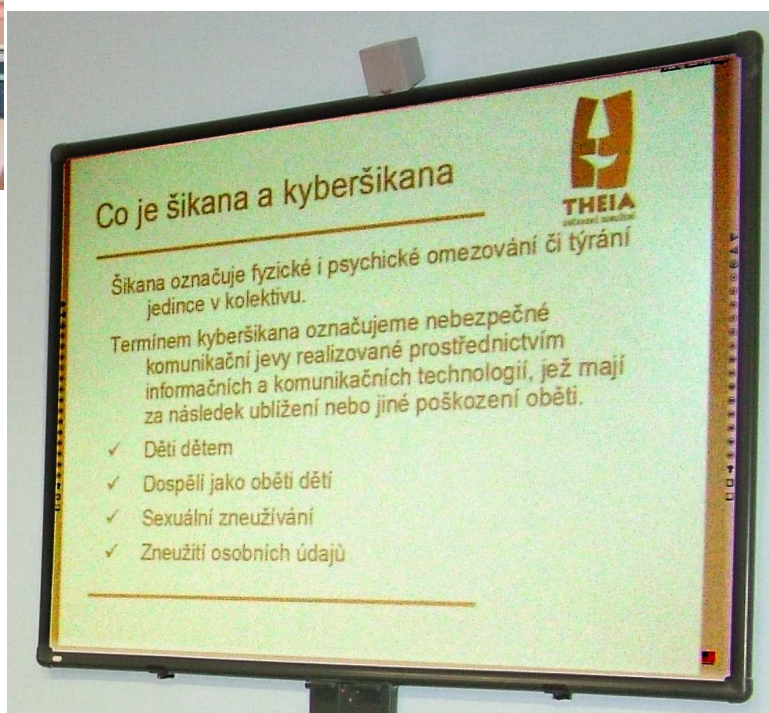 Co je šikana a kyberšikana
THEIA
Šikana označuje fyzické i psychické omezování či týrání
jedince v kolektivu.
Termínem kyberšikana označujeme nebezpečné
komunikační jevy realizované prostřednictvím
informačních a komunikačních technologií, jež mají
za následek ublížení nebo jiné poškození oběti.
✓ Děti dětem
✓ Dospělí jako oběti dětí
✓ Sexuální zneužívání
✓ Zneužití osobních údajů